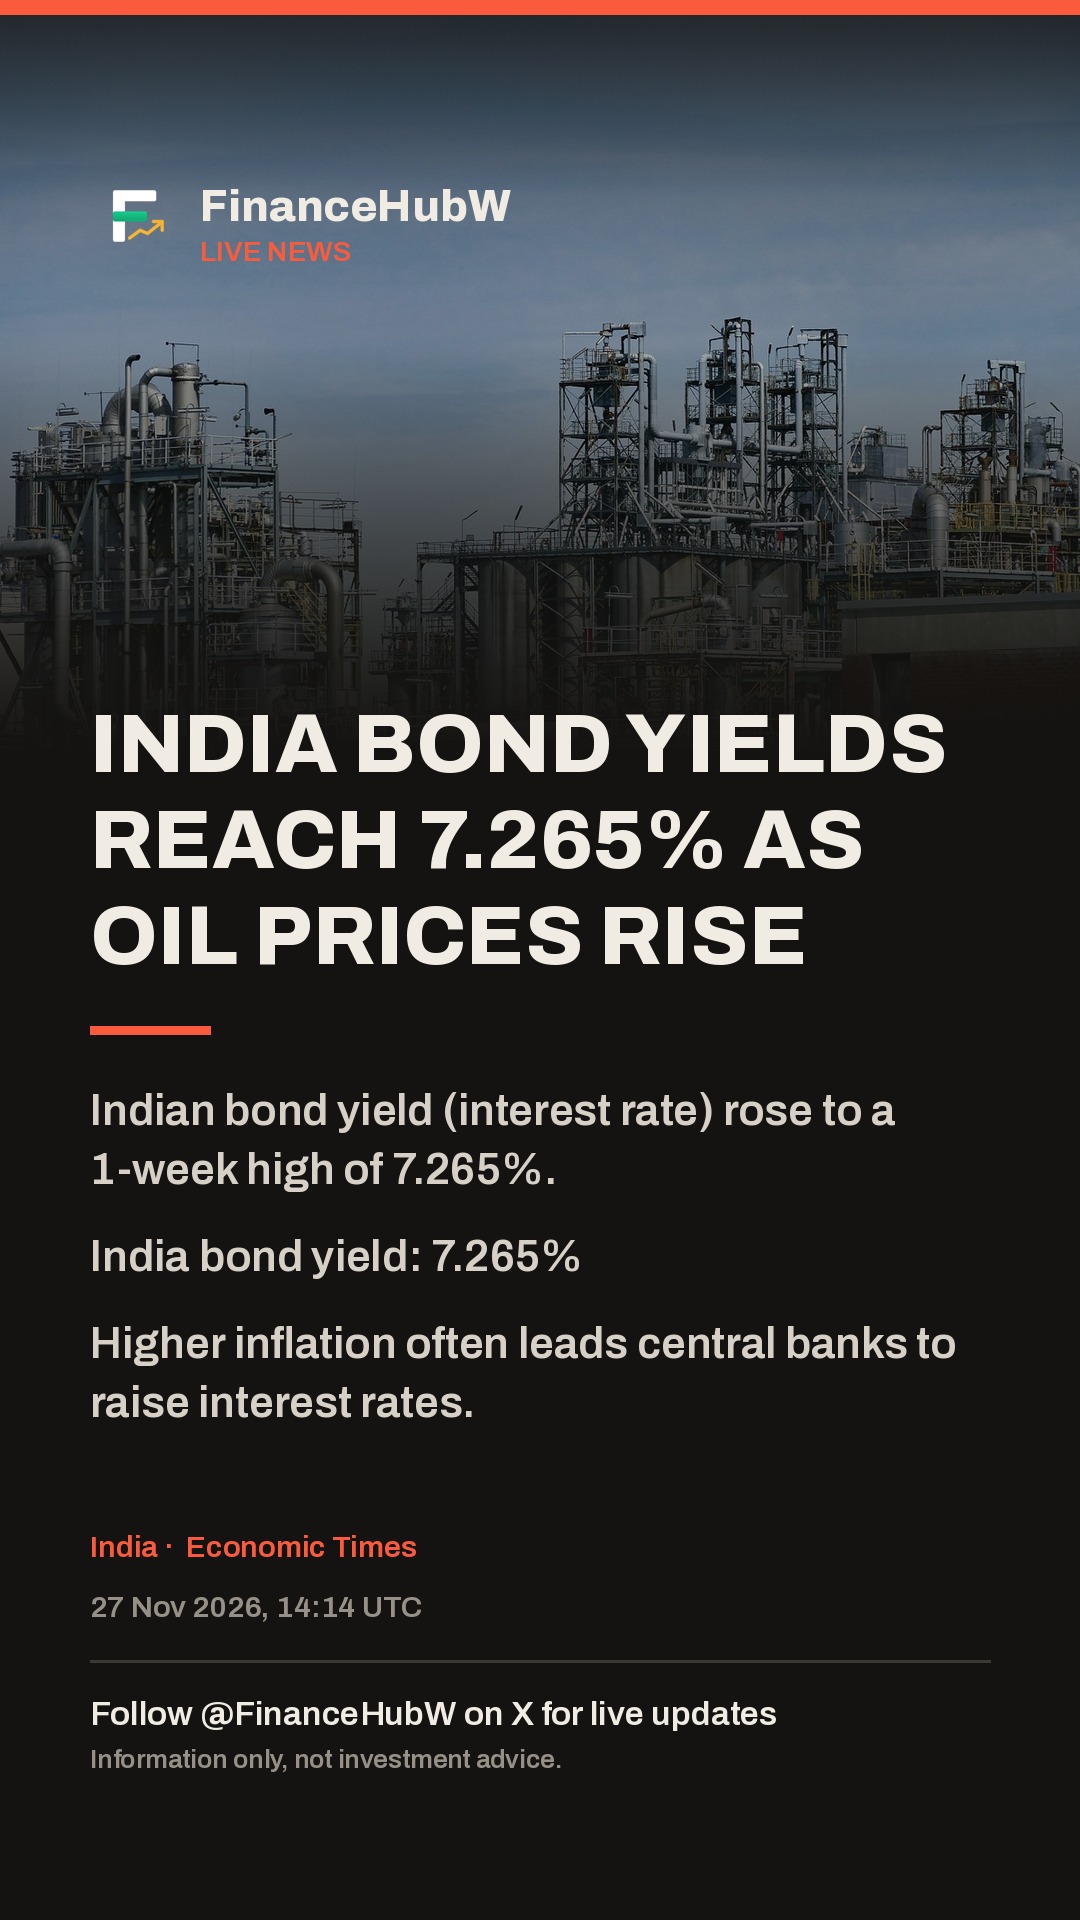 FinanceHubW
LIVE NEWS
INDIA BOND YIELDS
REACH 7.265% AS
OIL PRICES RISE
Indian bond yield (interest rate) rose to a
1-week high of 7.265%.
India bond yield: 7.265%
Higher inflation often leads central banks to
raise interest rates.
India · Economic Times
27 Nov 2026, 14:14 UTC
Follow @FinanceHubW on X for live updates
Information only, not investment advice.